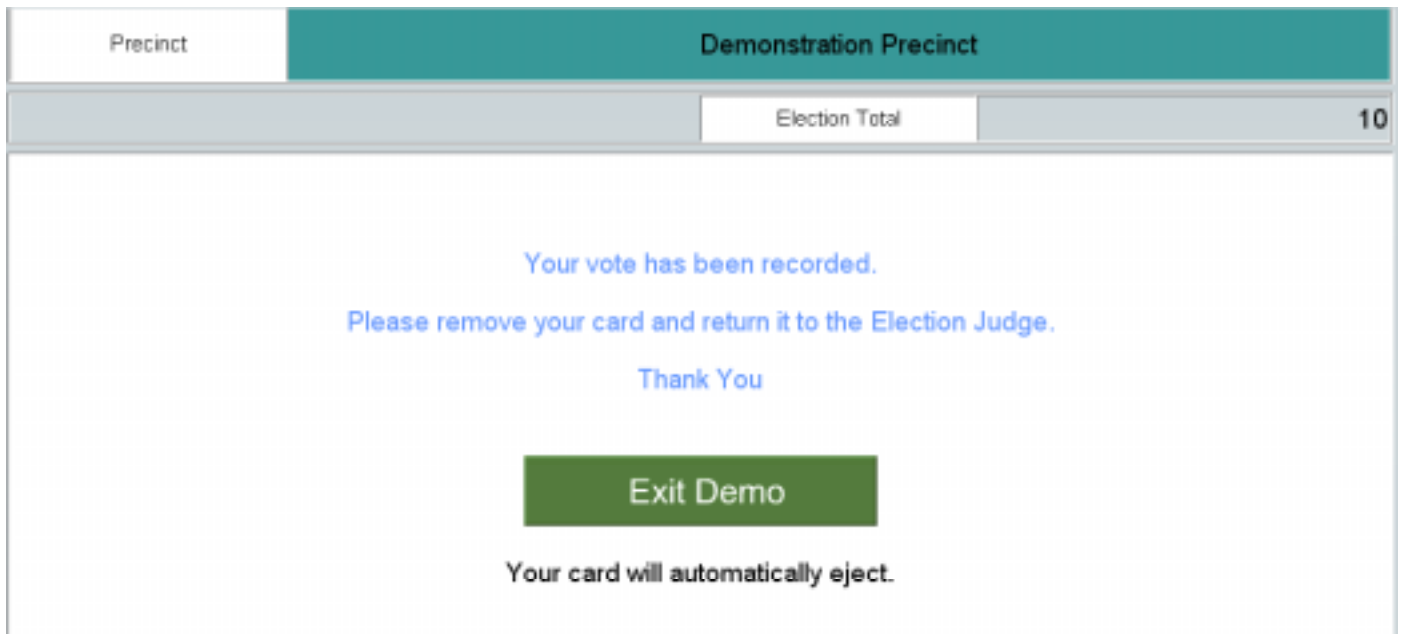 Precinct
Demonstration Precinct
Election Total
10
Your vote has been recorded.
Please remove your card and return it to the Election Judge.
Thank You
Exit Demo
Your card will automatically eject.